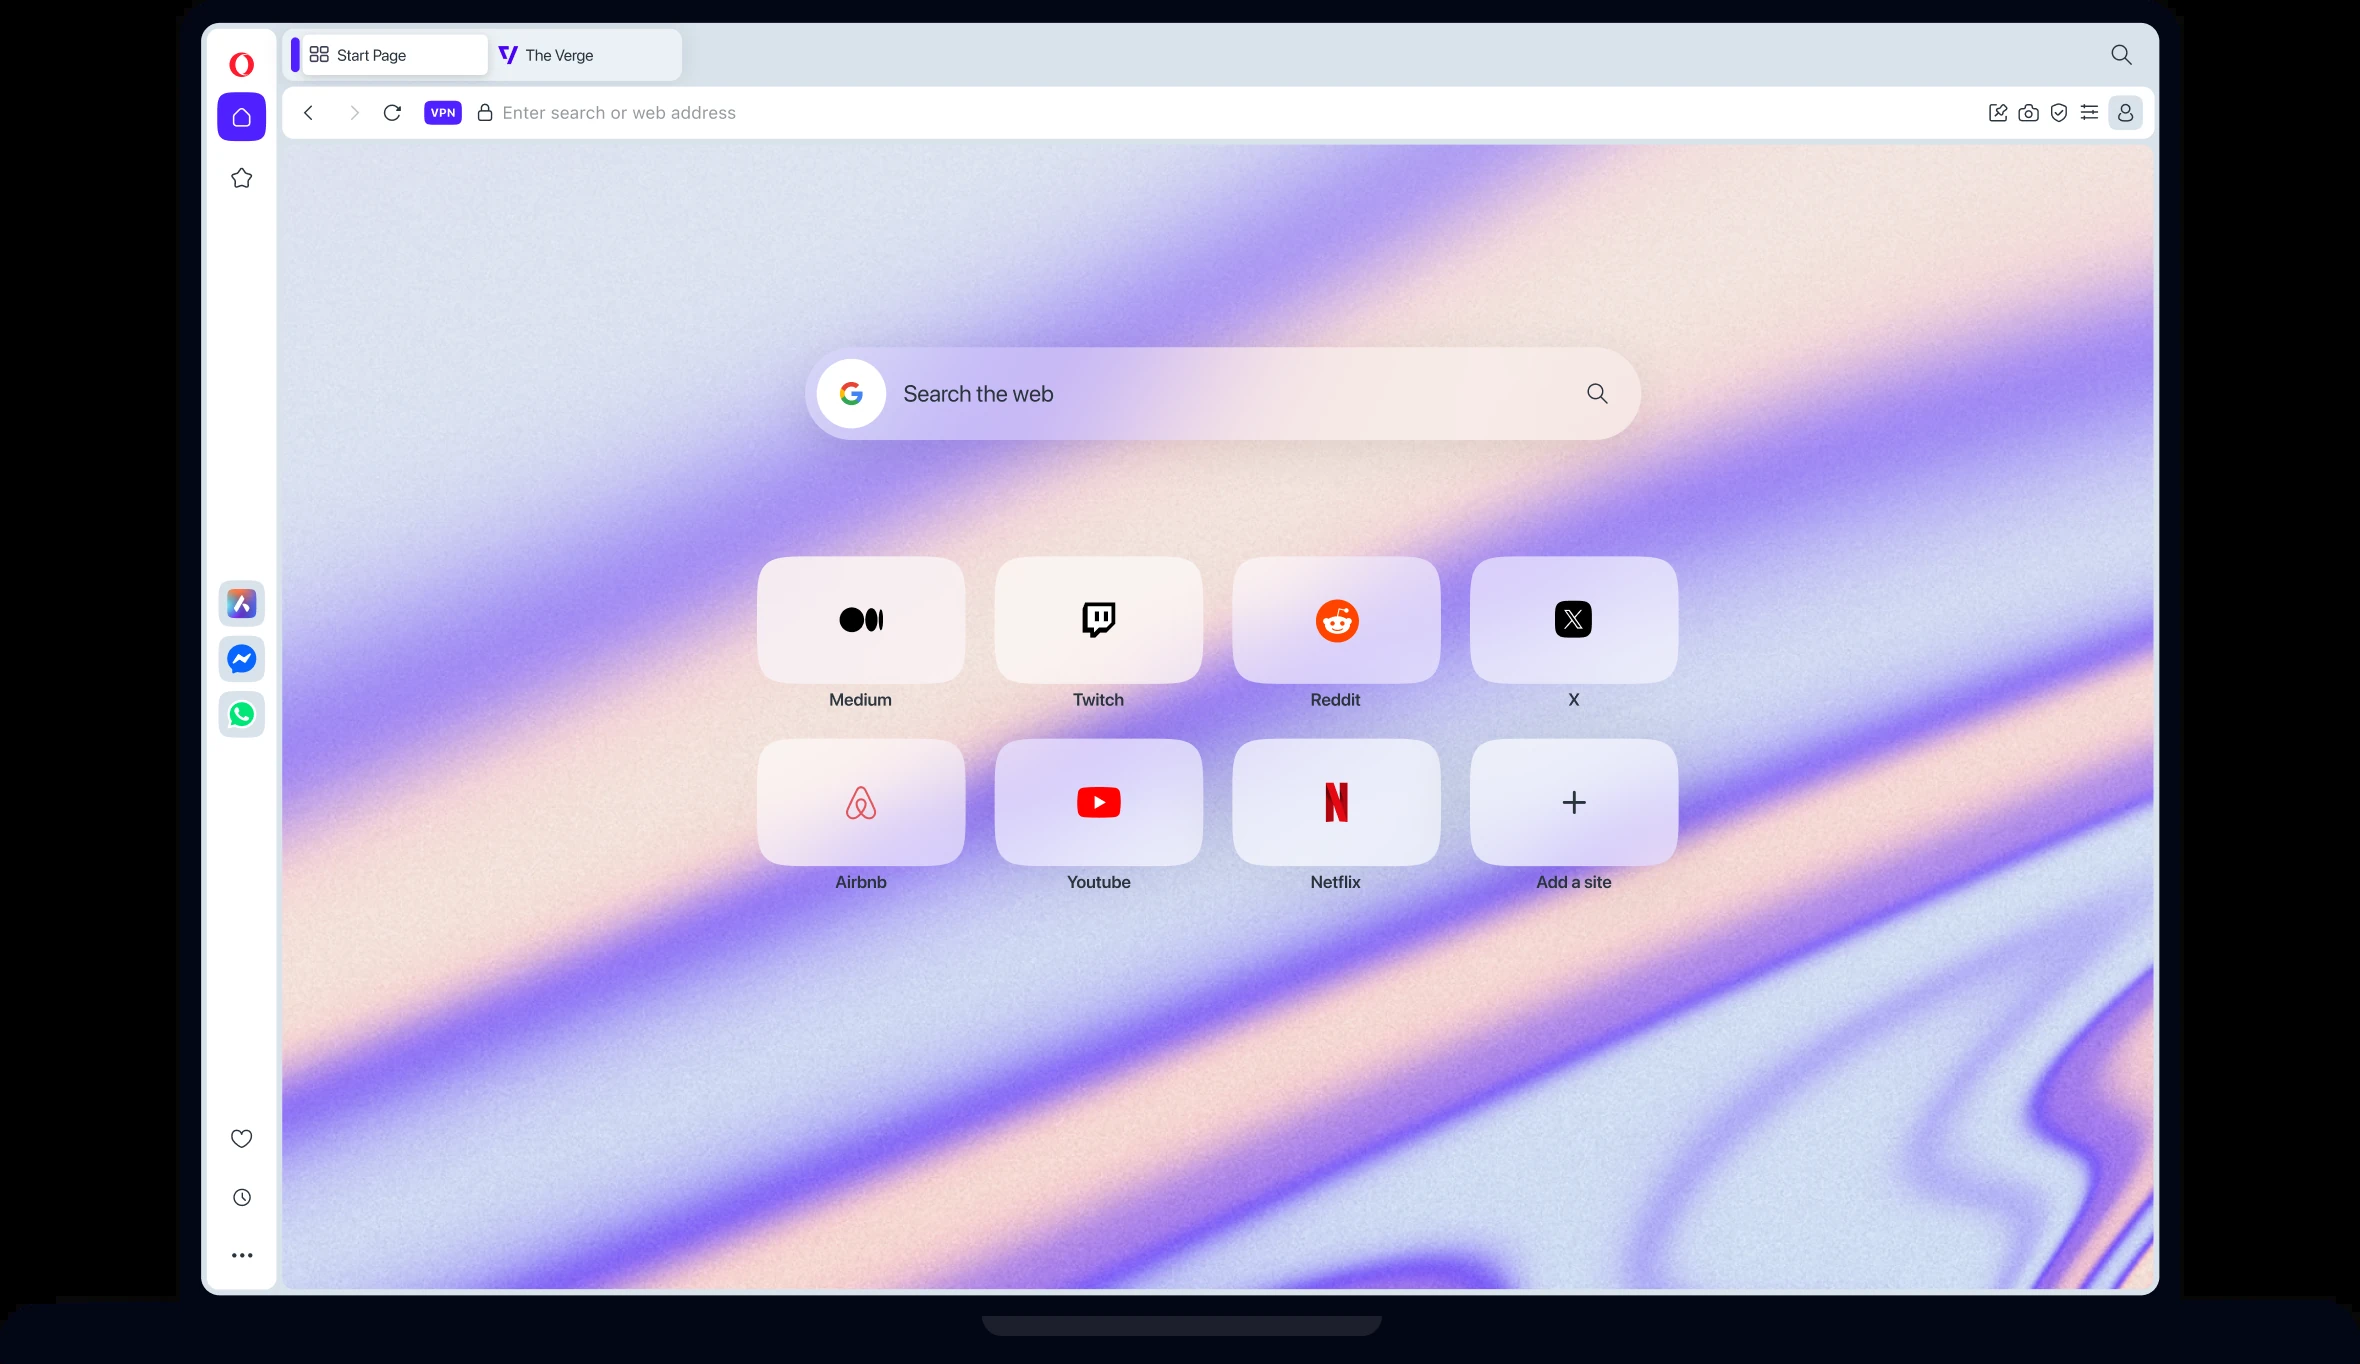 Start Page
The Verge
VPN
Enter search or web address
Search the web
Medium
Twitch
Reddit
X
Airbnb
Youtube
Netflix
Add a site